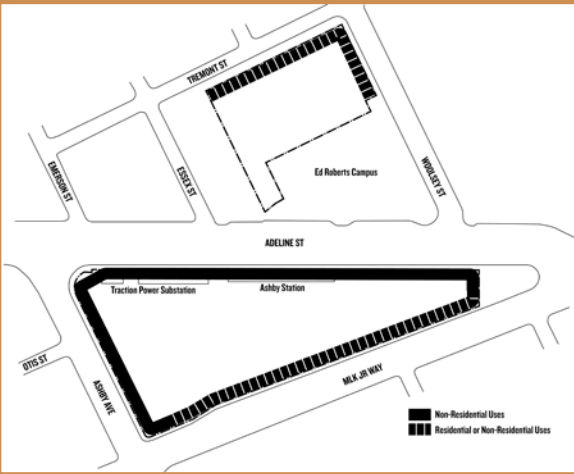 TREMONT ST
EMERSON ST
ESSEX ST
WOOLSEY ST
Ed Roberts Campus
ADELINE ST
Traction Power Substation
Ashby Station
OTIS ST
ASHBY AVE
MLK JR WAY
Non-Residential Uses
Residential or Non-Residential Uses